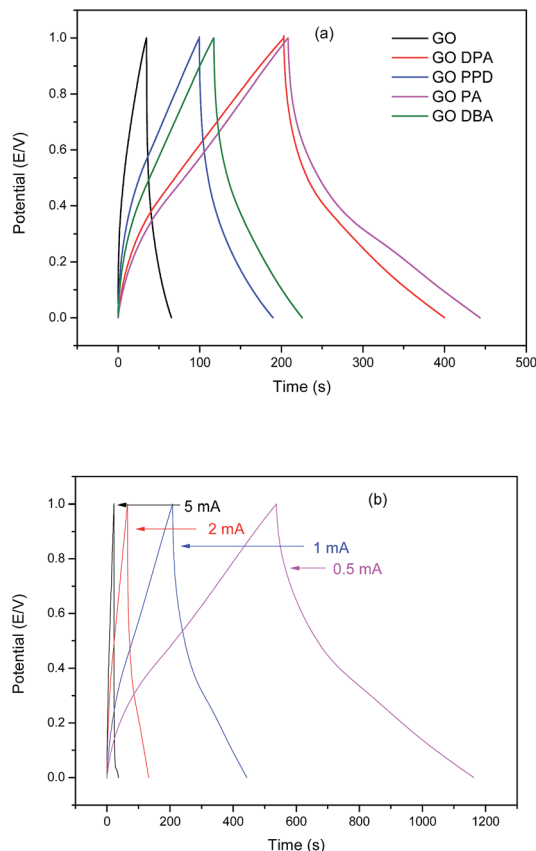 (a)
GO
GO DPA
GO PPD
GO PA
GO DBA
1.0
0.8
0.6
0.4
0.2
0.0
Potential (E/V)
0 100 200 300 400 500
Time (s)
(b)
5 mA
2 mA
1 mA
0.5 mA
1.0
0.8
0.6
0.4
0.2
0.0
Potential (E/V)
0 200 400 600 800 1000 1200
Time (s)